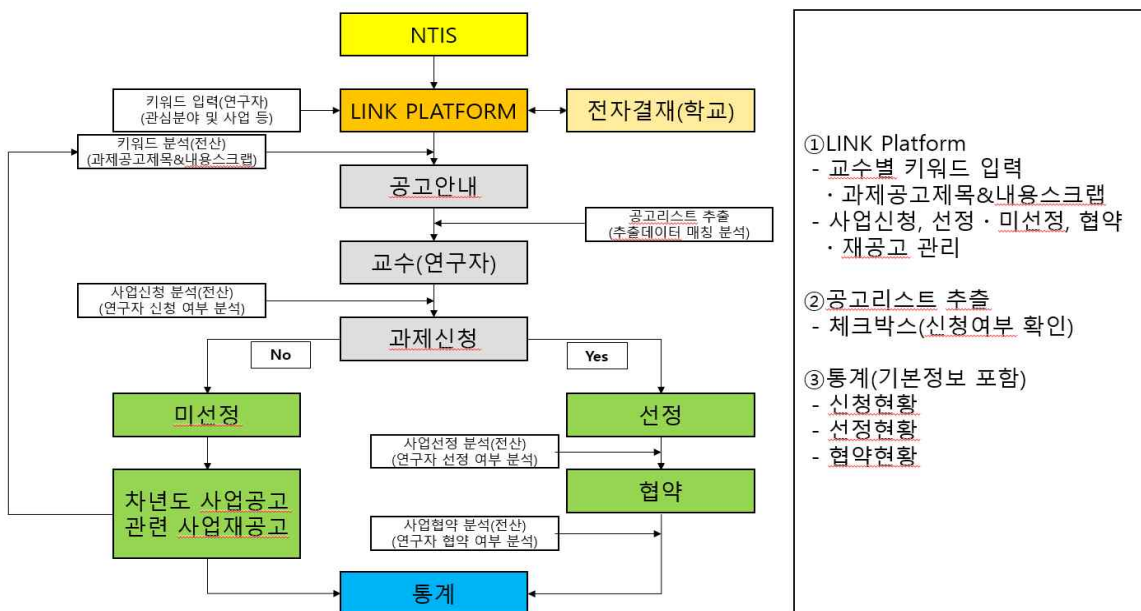 NTIS
키워드 입력(연구자)
(관심분야 및 사업 등)
LINK PLATFORM
전자결재(학교)
키워드 분석(전산)
(과제공고제목&내용스크랩)
공고안내
공고리스트 추출
(추출데이터 매칭 분석)
교수(연구자)
사업신청 분석(전산)
(연구자 신청 여부 분석)
과제신청
No
Yes
미선정
선정
사업선정 분석(전산)
(연구자 선정 여부 분석)
차년도 사업공고
관련 사업재공고
협약
사업협약 분석(전산)
(연구자 협약 여부 분석)
통계
①LINK Platform
- 교수별 키워드 입력
· 과제공고제목&내용스크랩
- 사업신청, 선정 · 미선정, 협약
· 재공고 관리
②공고리스트 추출
- 체크박스(신청여부 확인)
③통계(기본정보 포함)
- 신청현황
- 선정현황
- 협약현황